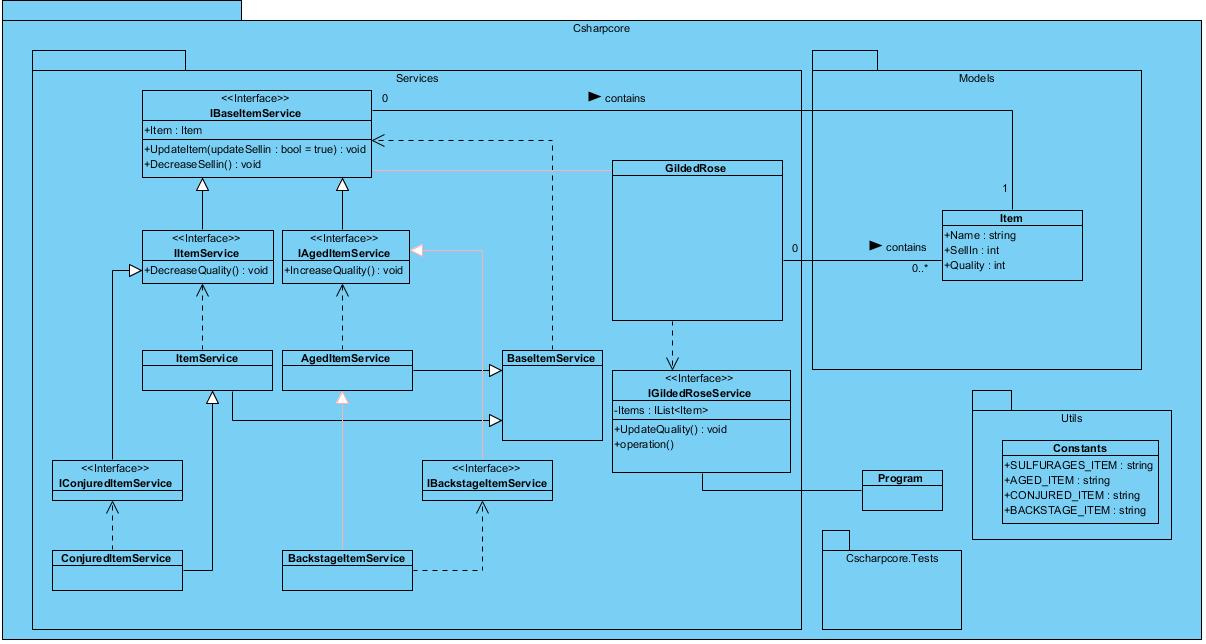 Csharpcore
Services
Models
<<Interface>>
IBaseItemService
+Item : Item
+UpdateItem(updateSellin : bool = true) : void
+DecreaseSellin() : void
0
contains
1
GildedRose
0
contains
0..*
Item
+Name : string
+SellIn : int
+Quality : int
<<Interface>>
IItemService
+DecreaseQuality() : void
<<Interface>>
IAgedItemService
+IncreaseQuality() : void
ItemService
AgedItemService
BaseItemService
<<Interface>>
IGildedRoseService
-Items : IList<Item>
+UpdateQuality() : void
+operation()
Utils
Constants
+SULFURAGES_ITEM : string
+AGED_ITEM : string
+CONJURED_ITEM : string
+BACKSTAGE_ITEM : string
<<Interface>>
IConjuredItemService
<<Interface>>
IBackstageItemService
Program
ConjuredItemService
BackstageItemService
Cscharpcore.Tests